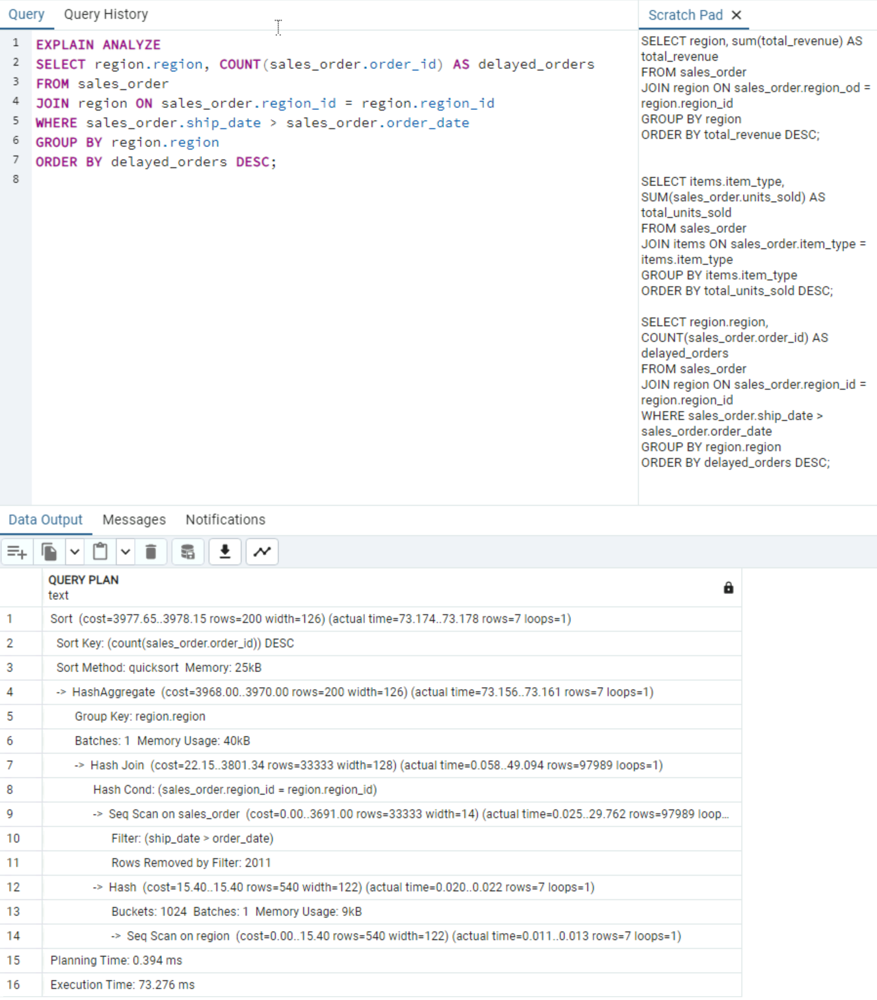 Query
Query History
1 EXPLAIN ANALYZE
2 SELECT region.region, COUNT(sales_order.order_id) AS delayed_orders
3 FROM sales_order
4 JOIN region ON sales_order.region_id = region.region_id
5 WHERE sales_order.ship_date > sales_order.order_date
6 GROUP BY region.region
7 ORDER BY delayed_orders DESC;
8
Scratch Pad
SELECT region, sum(total_revenue) AS
total_revenue
FROM sales_order
JOIN region ON sales_order.region_od =
region.region_id
GROUP BY region
ORDER BY total_revenue DESC;
SELECT items.item_type,
SUM(sales_order.units_sold) AS
total_units_sold
FROM sales_order
JOIN items ON sales_order.item_type =
items.item_type
GROUP BY items.item_type
ORDER BY total_units_sold DESC;
SELECT region.region,
COUNT(sales_order.order_id) AS
delayed_orders
FROM sales_order
JOIN region ON sales_order.region_id =
region.region_id
WHERE sales_order.ship_date >
sales_order.order_date
GROUP BY region.region
ORDER BY delayed_orders DESC;
Data Output
Messages
Notifications
QUERY PLAN
text
1 Sort (cost=3977.65..3978.15 rows=200 width=126) (actual time=73.174..73.178 rows=7 loops=1)
2 Sort Key: (count(sales_order.order_id)) DESC
3 Sort Method: quicksort Memory: 25kB
4 -> HashAggregate (cost=3968.00..3970.00 rows=200 width=126) (actual time=73.156..73.161 rows=7 loops=1)
5 Group Key: region.region
6 Batches: 1 Memory Usage: 40kB
7 -> Hash Join (cost=22.15..3801.34 rows=33333 width=128) (actual time=0.058..49.094 rows=97989 loops=1)
8 Hash Cond: (sales_order.region_id = region.region_id)
9 -> Seq Scan on sales_order (cost=0.00..3691.00 rows=33333 width=14) (actual time=0.025..29.762 rows=97989 loop...
10 Filter: (ship_date > order_date)
11 Rows Removed by Filter: 2011
12 -> Hash (cost=15.40..15.40 rows=540 width=122) (actual time=0.020..0.022 rows=7 loops=1)
13 Buckets: 1024 Batches: 1 Memory Usage: 9kB
14 -> Seq Scan on region (cost=0.00..15.40 rows=540 width=122) (actual time=0.011..0.013 rows=7 loops=1)
15 Planning Time: 0.394 ms
16 Execution Time: 73.276 ms